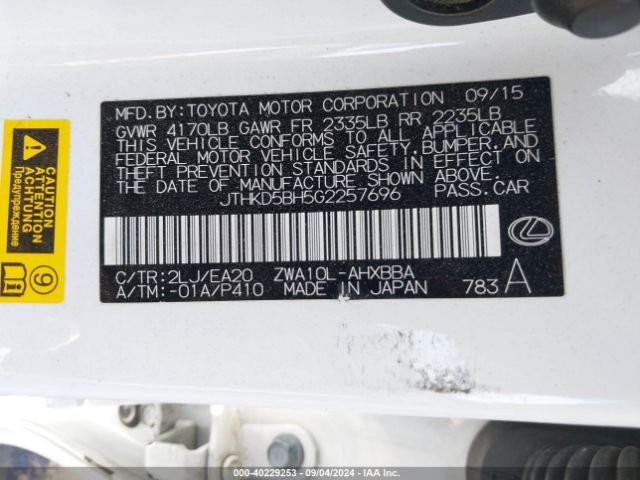 MFD.BY:TOYOTA MOTOR CORPORATION 09/15
GVWR 4170LB GAWR FR 2335LB RR 2235LB
THIS VEHICLE CONFORMS TO ALL APPLICABLE
FEDERAL MOTOR VEHICLE SAFETY,BUMPER,AND
THEFT PREVENTION STANDARDS IN EFFECT ON
THE DATE OF MANUFACTURE SHOWN ABOVE.
JTHKD5BH5G2257696 PASS.CAR
C/TR:2LJ/EA20 ZWA10L-AHXBBA
A/TM:-01A/P410 MADE IN JAPAN 783 A
CAUTION
ACHTUNG
ATTENTION
Предупреждение
9
000-40229253 - 09/04/2024 - IAA Inc.